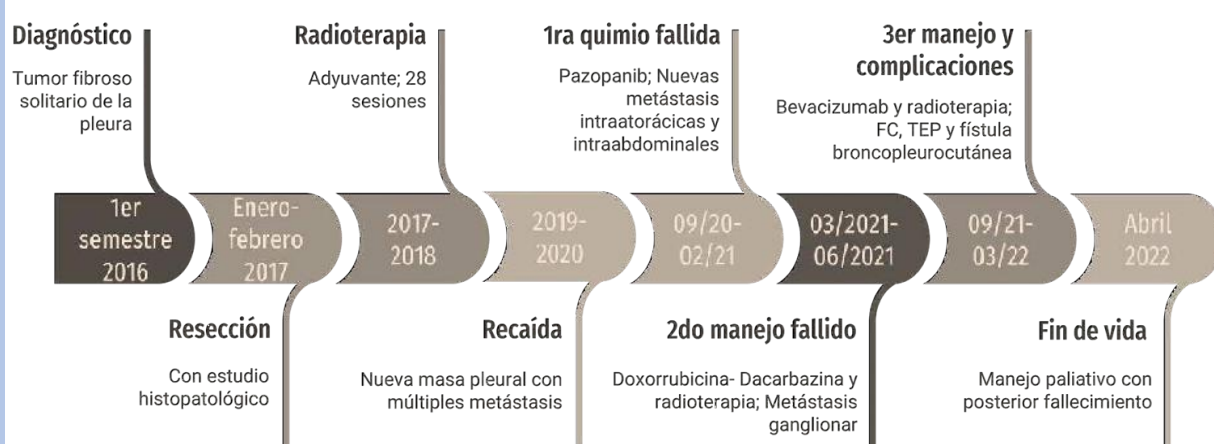 Diagnóstico
Tumor fibroso
solitario de la
pleura
Radioterapia
Adyuvante; 28
sesiones
1ra quimio fallida
Pazopanib; Nuevas
metástasis
intraatorácicas y
intraabdominales
3er manejo y
complicaciones
Bevacizumab y radioterapia;
FC, TEP y fístula
broncopleurocutánea
1er
semestre
2016
Enero-
febrero
2017
2017-
2018
2019-
2020
09/20-
02/21
03/2021-
06/2021
09/21-
03/22
Abril
2022
Resección
Con estudio
histopatológico
Recaída
Nueva masa pleural con
múltiples metástasis
2do manejo fallido
Doxorrubicina- Dacarbazina y
radioterapia; Metástasis
ganglionar
Fin de vida
Manejo paliativo con
posterior fallecimiento